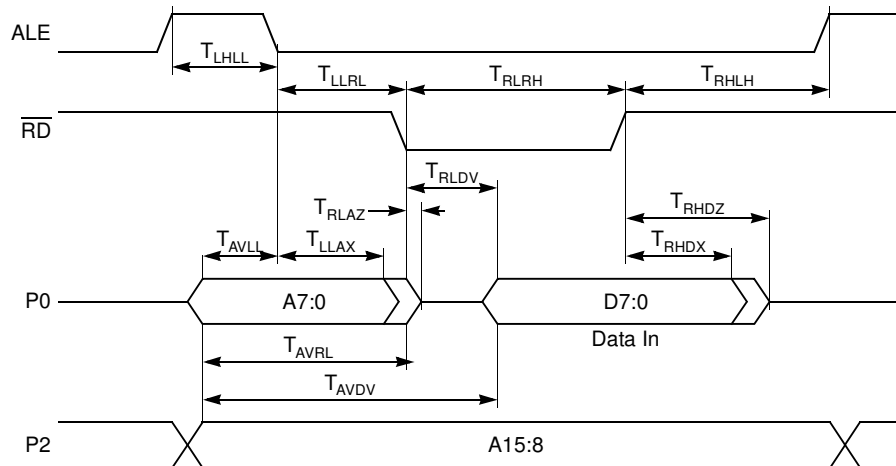 ALE
T_LHLL
T_LLRL T_RLRH T_RHLH
RD
T_RLDV
T_RLAZ T_RHDZ
T_AVLL T_LLAX T_RHDX
P0 A7:0 D7:0
Data In
T_AVRL
T_AVDV
P2 A15:8